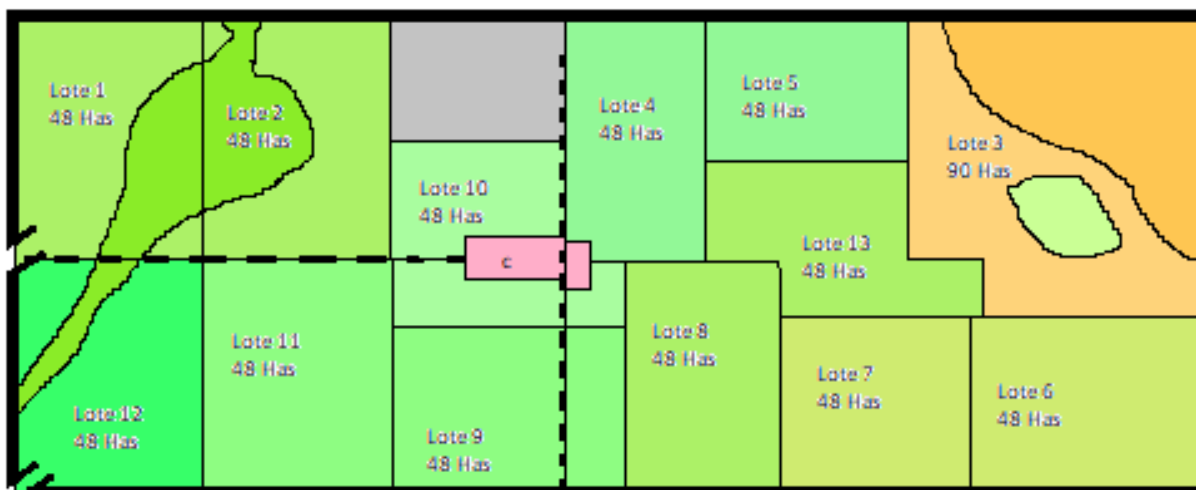 Lote 1
48 Has
Lote 2
48 Has
Lote 4
48 Has
Lote 5
48 Has
Lote 3
90 Has
Lote 10
48 Has
Lote 13
48 Has
c
Lote 11
48 Has
Lote 8
48 Has
Lote 7
48 Has
Lote 6
48 Has
Lote 12
48 Has
Lote 9
48 Has